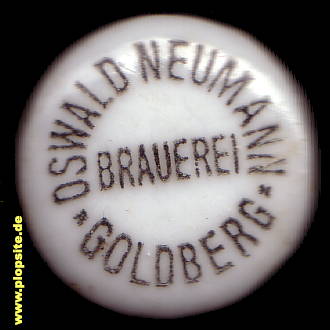 OSWALD NEUMANN
BRAUEREI
* GOLDBERG *
www.plopsite.de